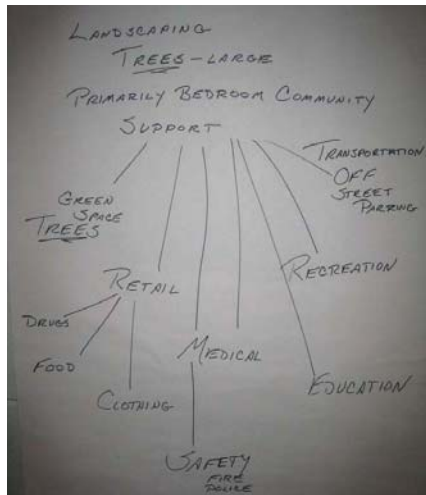 LANDSCAPING
TREES - LARGE
PRIMARILY BEDROOM COMMUNITY
SUPPORT
TRANSPORTATION
OFF
STREET
PARKING
GREEN
SPACE
TREES
RECREATION
RETAIL
DRUGS
FOOD
CLOTHING
MEDICAL
EDUCATION
SAFETY
FIRE
POLICE